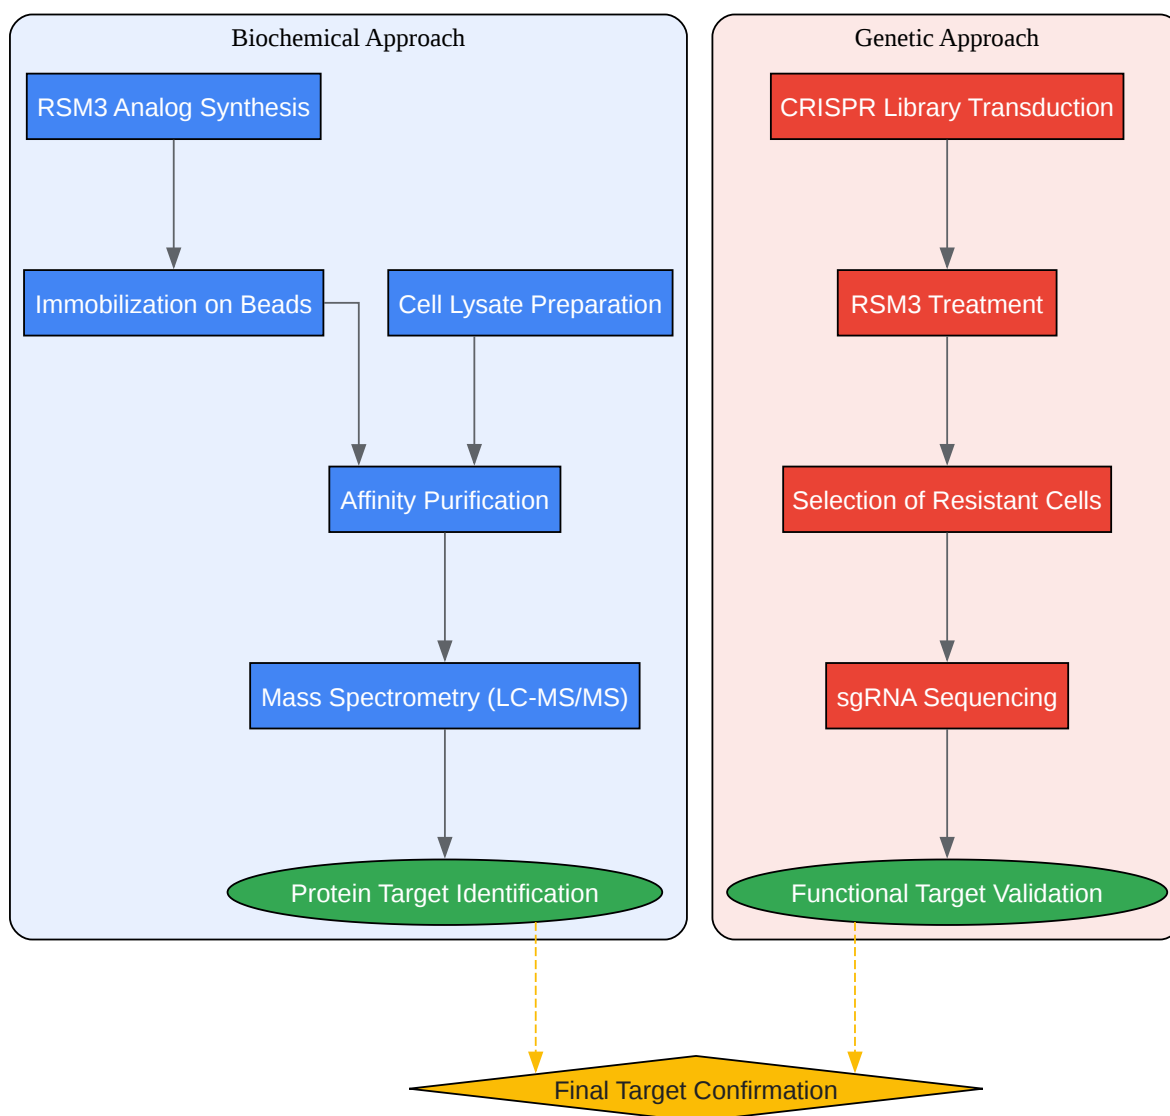 Biochemical Approach
RSM3 Analog Synthesis
Immobilization on Beads
Cell Lysate Preparation
Affinity Purification
Mass Spectrometry (LC-MS/MS)
Protein Target Identification
Genetic Approach
CRISPR Library Transduction
RSM3 Treatment
Selection of Resistant Cells
sgRNA Sequencing
Functional Target Validation
Final Target Confirmation